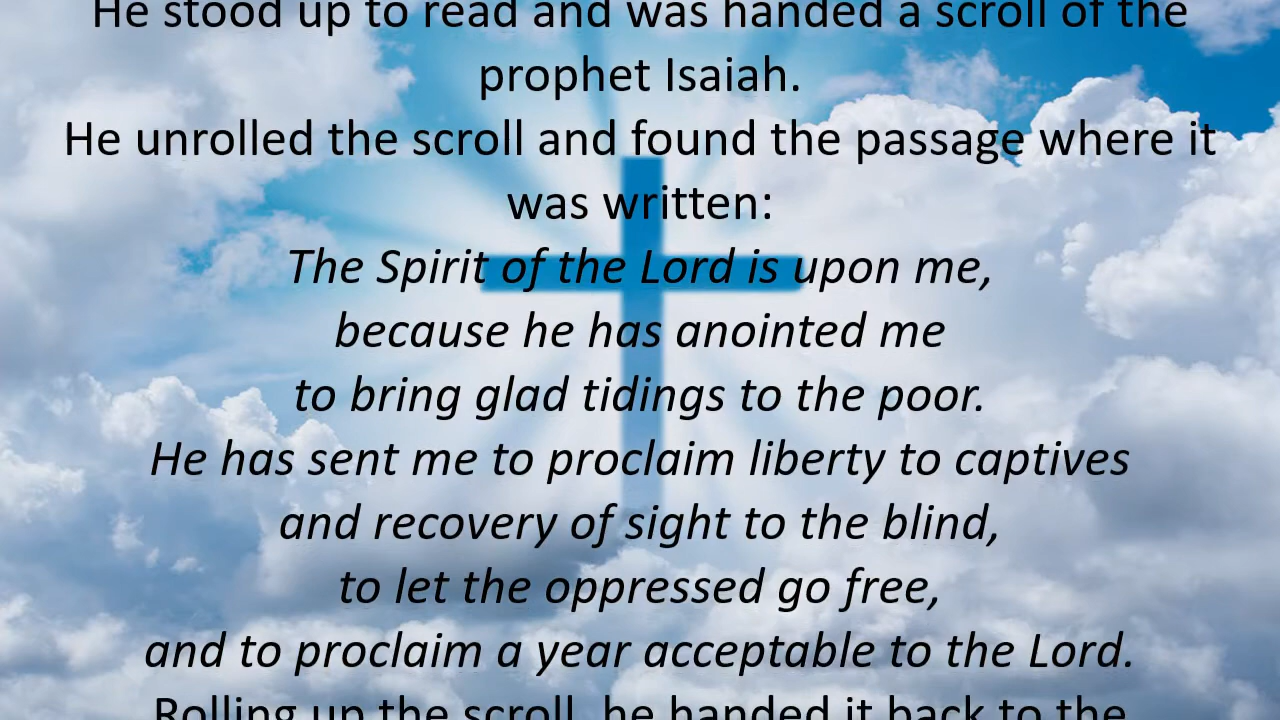 He stood up to read and was handed a scroll of the
prophet Isaiah.
He unrolled the scroll and found the passage where it
was written:
The Spirit of the Lord is upon me,
because he has anointed me
to bring glad tidings to the poor.
He has sent me to proclaim liberty to captives
and recovery of sight to the blind,
to let the oppressed go free,
and to proclaim a year acceptable to the Lord.
Rolling up the scroll, he handed it back to the